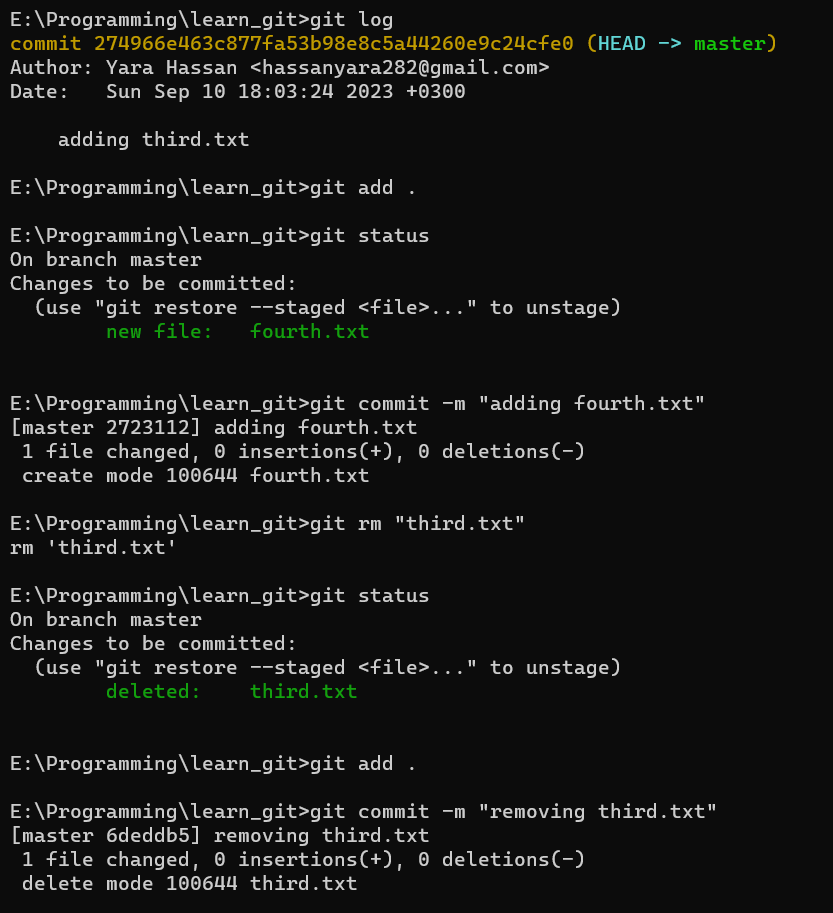 E:\Programming\learn_git>git log
commit 274966e463c877fa53b98e8c5a44260e9c24cfe0 (HEAD -> master)
Author: Yara Hassan <hassanyara282@gmail.com>
Date:   Sun Sep 10 18:03:24 2023 +0300
    adding third.txt
E:\Programming\learn_git>git add .
E:\Programming\learn_git>git status
On branch master
Changes to be committed:
  (use "git restore --staged <file>..." to unstage)
        new file:   fourth.txt
E:\Programming\learn_git>git commit -m "adding fourth.txt"
[master 2723112] adding fourth.txt
 1 file changed, 0 insertions(+), 0 deletions(-)
 create mode 100644 fourth.txt
E:\Programming\learn_git>git rm "third.txt"
rm 'third.txt'
E:\Programming\learn_git>git status
On branch master
Changes to be committed:
  (use "git restore --staged <file>..." to unstage)
        deleted:    third.txt
E:\Programming\learn_git>git add .
E:\Programming\learn_git>git commit -m "removing third.txt"
[master 6deddb5] removing third.txt
 1 file changed, 0 insertions(+), 0 deletions(-)
 delete mode 100644 third.txt